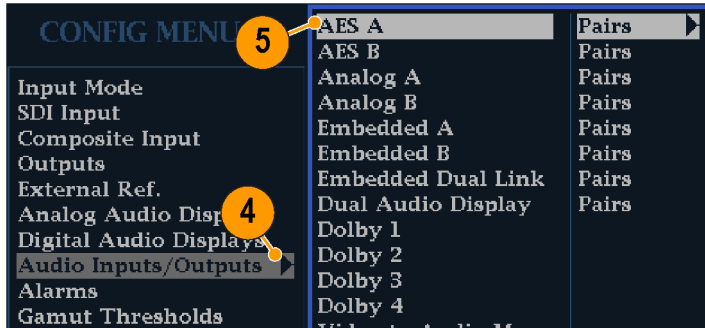 CONFIG MENU
5
Input Mode
SDI Input
Composite Input
Outputs
External Ref.
Analog Audio
4
Digital Audio Displays
Audio Inputs/Outputs
Alarms
Gamut Thresholds
AES A Pairs
AES B Pairs
Analog A Pairs
Analog B Pairs
Embedded A Pairs
Embedded B Pairs
Embedded Dual Link Pairs
Dual Audio Display Pairs
Dolby 1
Dolby 2
Dolby 3
Dolby 4